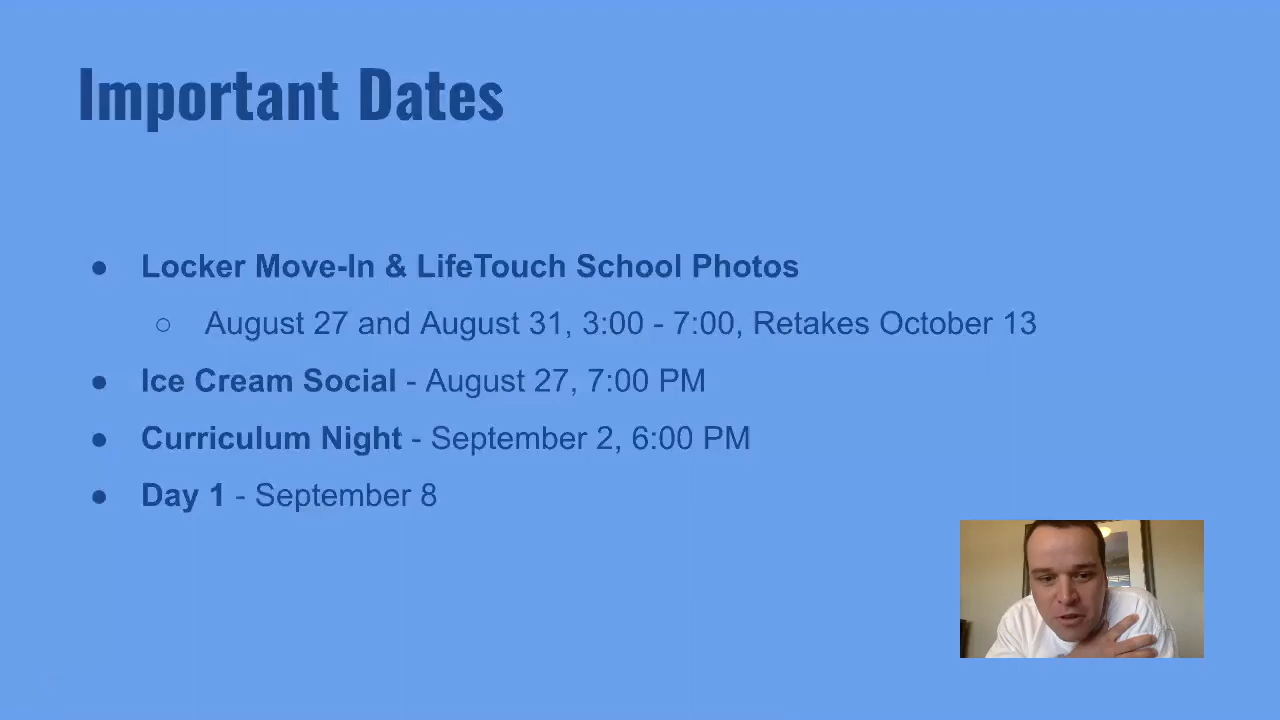 Important Dates
● Locker Move-In & LifeTouch School Photos
○ August 27 and August 31, 3:00 - 7:00, Retakes October 13
● Ice Cream Social - August 27, 7:00 PM
● Curriculum Night - September 2, 6:00 PM
● Day 1 - September 8